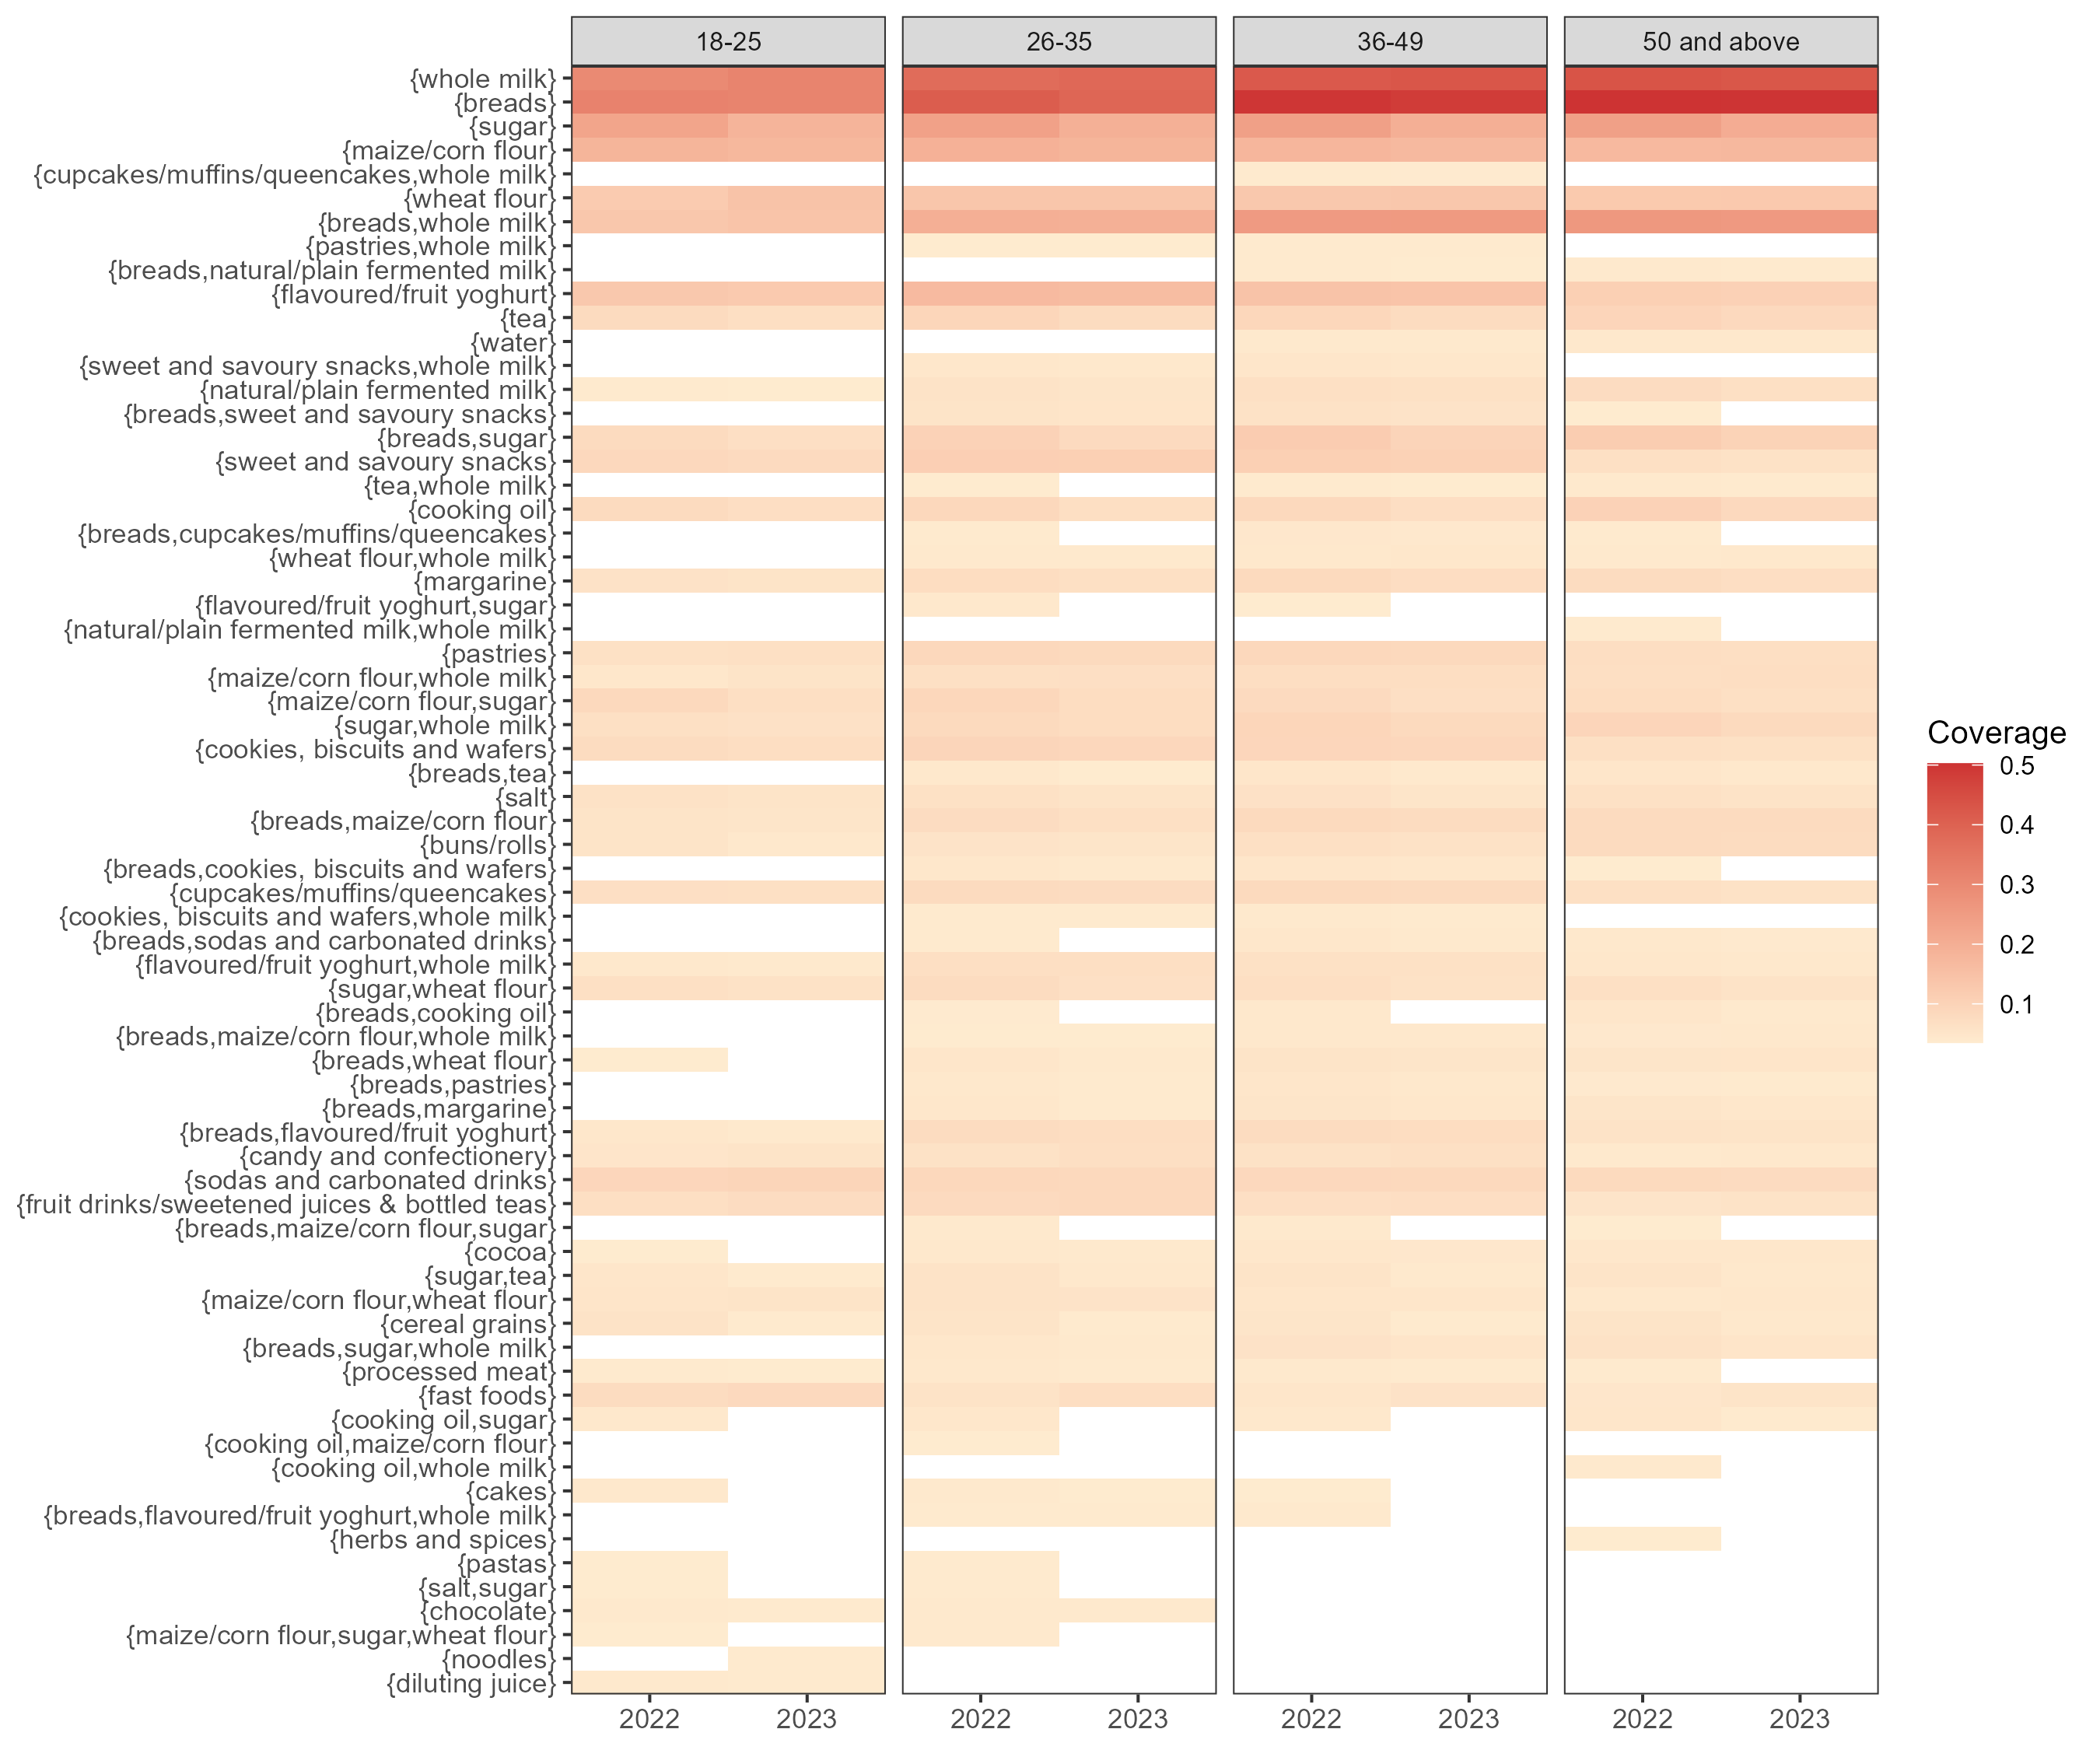 18-25
26-35
36-49
50 and above
{whole milk}
{breads}
{sugar}
{maize/corn flour}
{cupcakes/muffins/queencakes,whole milk}
{wheat flour}
{breads,whole milk}
{pastries,whole milk}
{breads,natural/plain fermented milk}
{flavoured/fruit yoghurt}
{tea}
{water}
{sweet and savoury snacks,whole milk}
{natural/plain fermented milk}
{breads,sweet and savoury snacks}
{breads,sugar}
{sweet and savoury snacks}
{tea,whole milk}
{cooking oil}
{breads,cupcakes/muffins/queencakes}
{wheat flour,whole milk}
{margarine}
{flavoured/fruit yoghurt,sugar}
{natural/plain fermented milk,whole milk}
{pastries}
{maize/corn flour,whole milk}
{maize/corn flour,sugar}
{sugar,whole milk}
{cookies, biscuits and wafers}
{breads,tea}
{salt}
{breads,maize/corn flour}
{buns/rolls}
{breads,cookies, biscuits and wafers}
{cupcakes/muffins/queencakes}
{cookies, biscuits and wafers,whole milk}
{breads,sodas and carbonated drinks}
{flavoured/fruit yoghurt,whole milk}
{sugar,wheat flour}
{breads,cooking oil}
{breads,maize/corn flour,whole milk}
{breads,wheat flour}
{breads,pastries}
{breads,margarine}
{breads,flavoured/fruit yoghurt}
{candy and confectionery}
{sodas and carbonated drinks}
{fruit drinks/sweetened juices & bottled teas}
{breads,maize/corn flour,sugar}
{cocoa}
{sugar,tea}
{maize/corn flour,wheat flour}
{cereal grains}
{breads,sugar,whole milk}
{processed meat}
{fast foods}
{cooking oil,sugar}
{cooking oil,maize/corn flour}
{cooking oil,whole milk}
{cakes}
{breads,flavoured/fruit yoghurt,whole milk}
{herbs and spices}
{pastas}
{salt,sugar}
{chocolate}
{maize/corn flour,sugar,wheat flour}
{noodles}
{diluting juice}
2022
2023
2022
2023
2022
2023
2022
2023
Coverage
0.5
0.4
0.3
0.2
0.1